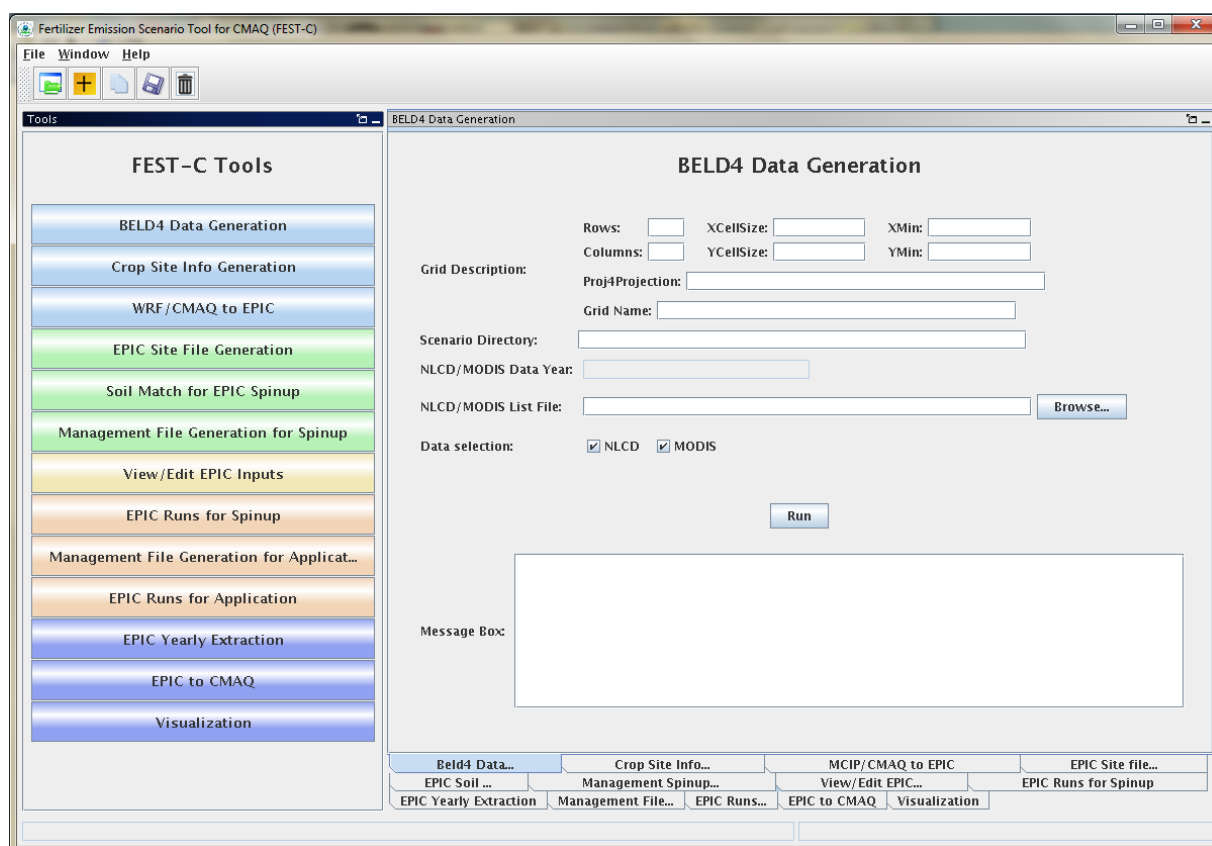 Fertilizer Emission Scenario Tool for CMAQ (FEST-C)
File Window Help
Tools
FEST-C Tools
BELD4 Data Generation
Crop Site Info Generation
WRF/CMAQ to EPIC
EPIC Site File Generation
Soil Match for EPIC Spinup
Management File Generation for Spinup
View/Edit EPIC Inputs
EPIC Runs for Spinup
Management File Generation for Applicat...
EPIC Runs for Application
EPIC Yearly Extraction
EPIC to CMAQ
Visualization
BELD4 Data Generation
BELD4 Data Generation
Grid Description:
Rows: XCellSize: XMin:
Columns: YCellSize: YMin:
Proj4Projection:
Grid Name:
Scenario Directory:
NLCD/MODIS Data Year:
NLCD/MODIS List File: Browse...
Data selection: NLCD MODIS
Run
Message Box:
Beld4 Data... Crop Site Info... MCIP/CMAQ to EPIC EPIC Site file...
EPIC Soil ... Management Spinup... View/Edit EPIC... EPIC Runs for Spinup
EPIC Yearly Extraction Management File... EPIC Runs... EPIC to CMAQ Visualization